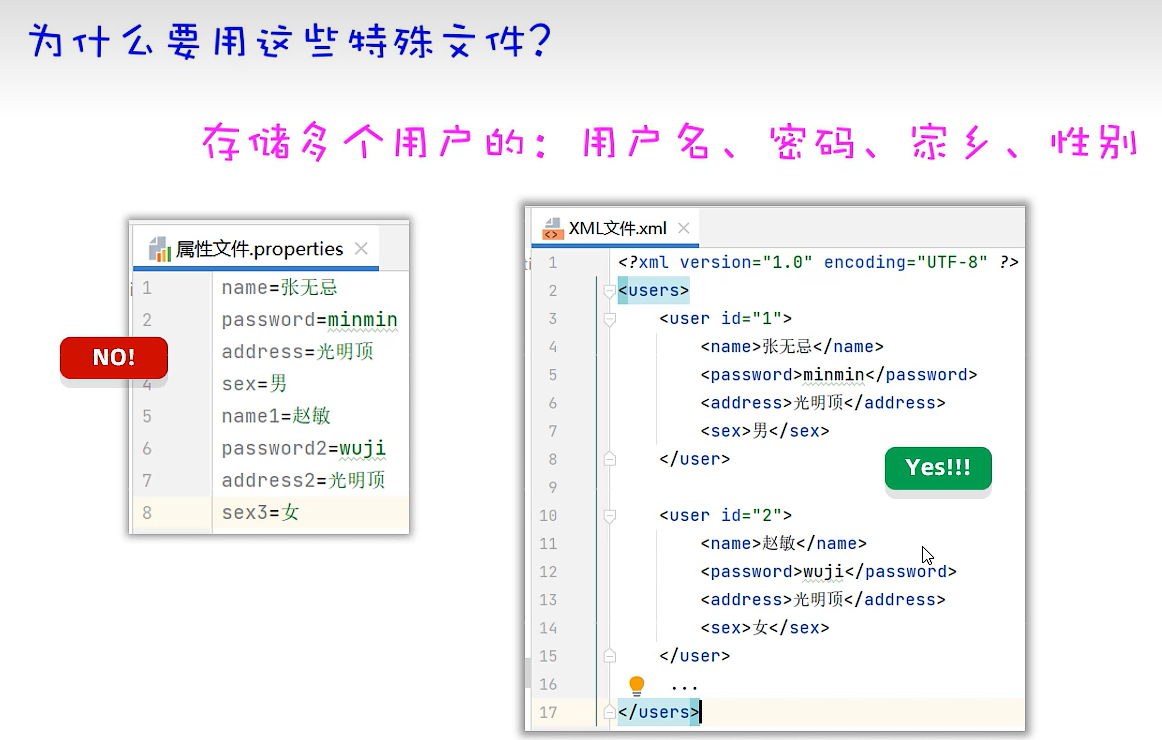 为什么要用这些特殊文件?
存储多个用户的：用户名、密码、家乡、性别
属性文件.properties
1 name=张无忌
2 password=minmin
address=光明顶
NO!
4 sex=男
5 name1=赵敏
6 password2=wuji
7 address2=光明顶
8 sex3=女
XML文件.xml
1 <?xml version="1.0" encoding="UTF-8" ?>
2 <users>
3 <user id="1">
4 <name>张无忌</name>
5 <password>minmin</password>
6 <address>光明顶</address>
7 <sex>男</sex>
8 </user>
Yes!!!
9
10 <user id="2">
11 <name>赵敏</name>
12 <password>wuji</password>
13 <address>光明顶</address>
14 <sex>女</sex>
15 </user>
16 ...
17 </users>